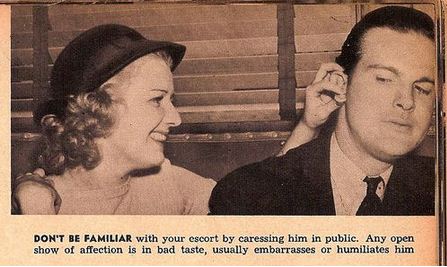 DON'T BE FAMILIAR with your escort by caressing him in public. Any open
show of affection is in bad taste, usually embarrasses or humiliates him